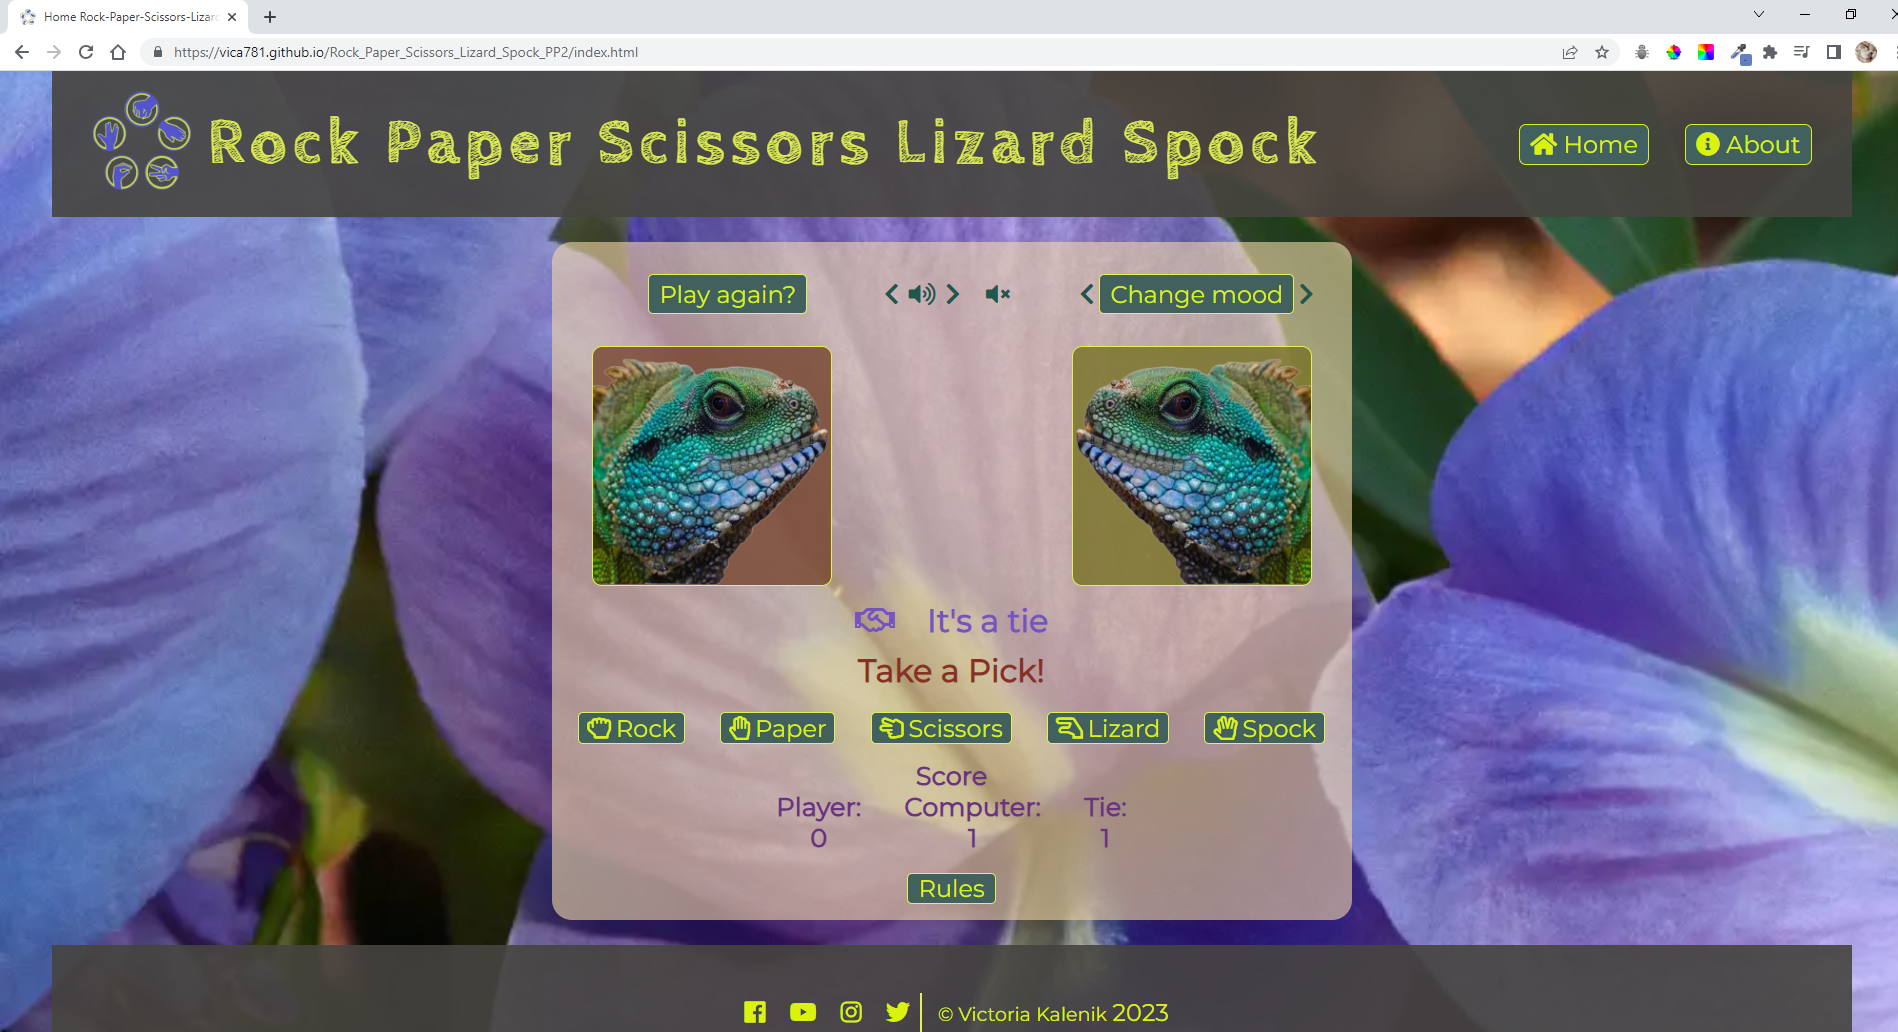 Home Rock-Paper-Scissors-Lizar
https://vica781.github.io/Rock_Paper_Scissors_Lizard_Spock_PP2/index.html
Rock Paper Scissors Lizard Spock
Home
About
Play again?
Change mood
It's a tie
Take a Pick!
Rock
Paper
Scissors
Lizard
Spock
Score
Player: Computer: Tie:
0 1 1
Rules
© Victoria Kalenik 2023